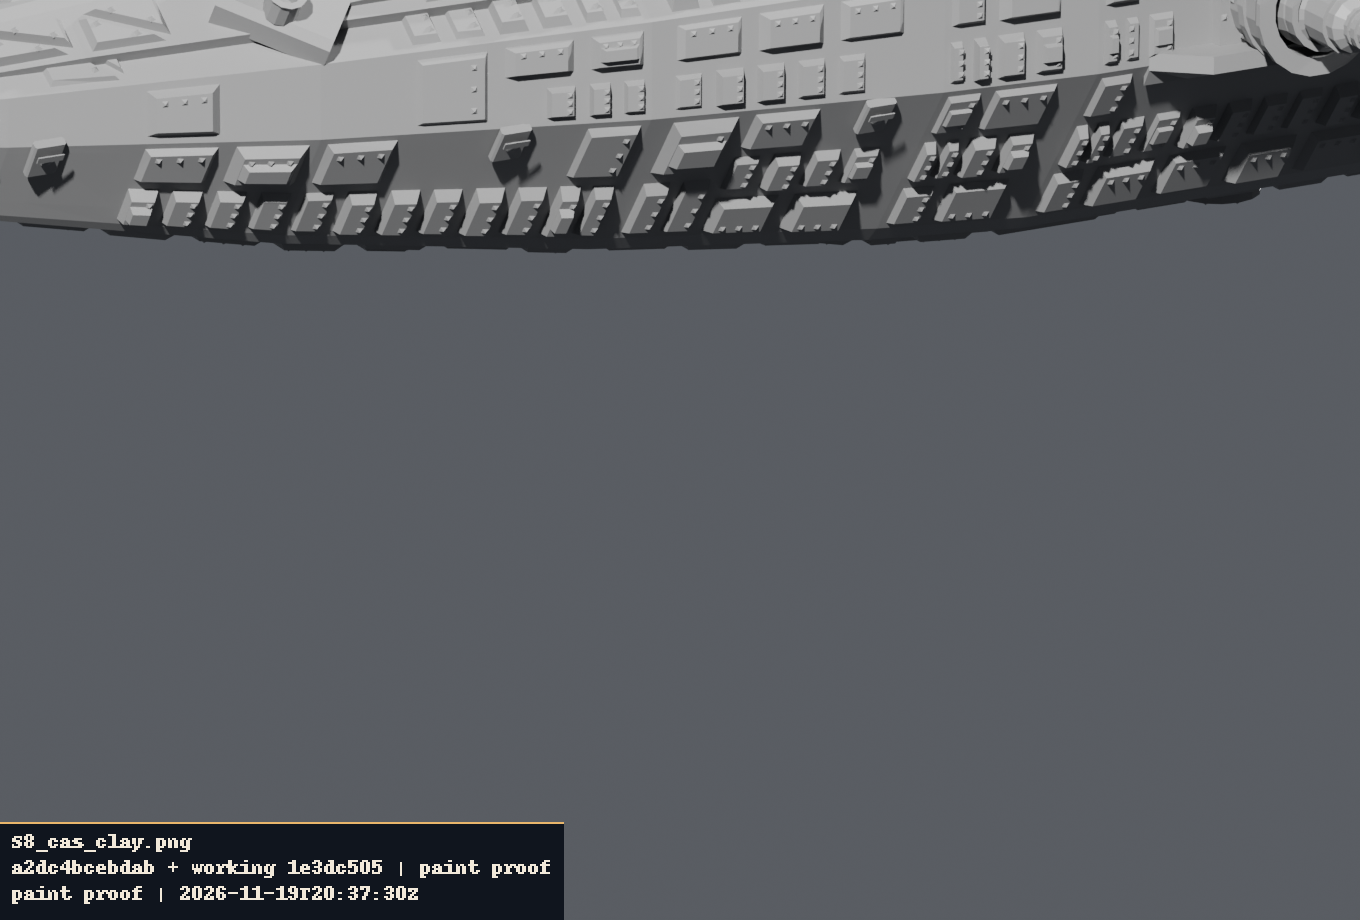 s8_cas_clay.png
a2dc4bcebdab + working 1e3dc505 | paint proof
paint proof | 2026-11-19T20:37:30Z